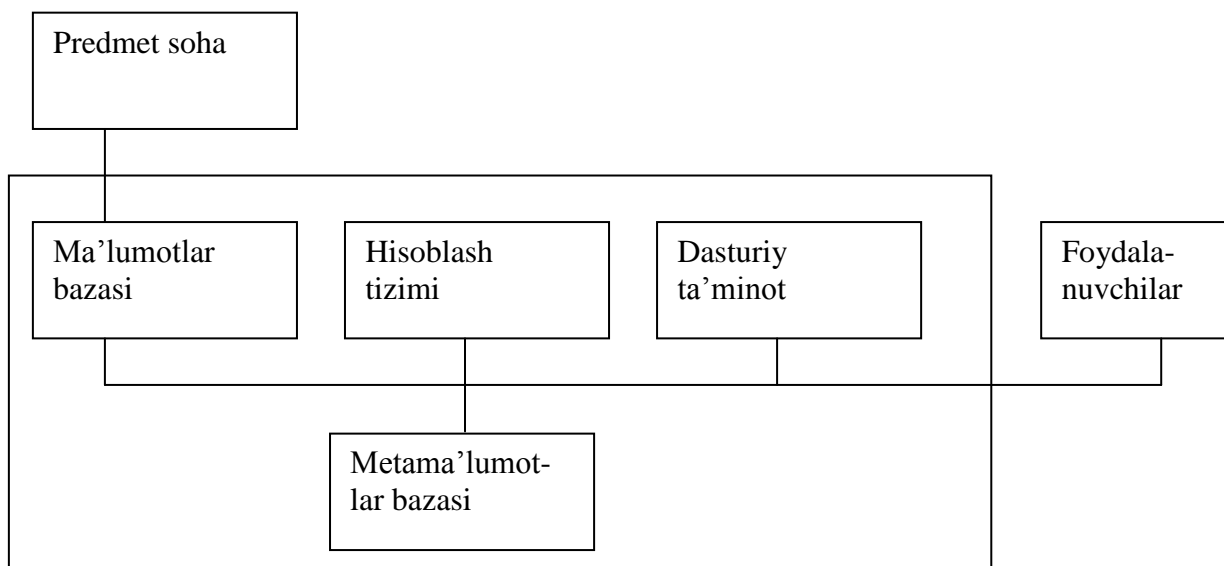 Predmet soha
Ma’lumotlar
bazasi
Hisoblash
tizimi
Dasturiy
ta’minot
Foydala-
nuvchilar
Metama’lumot-
lar bazasi